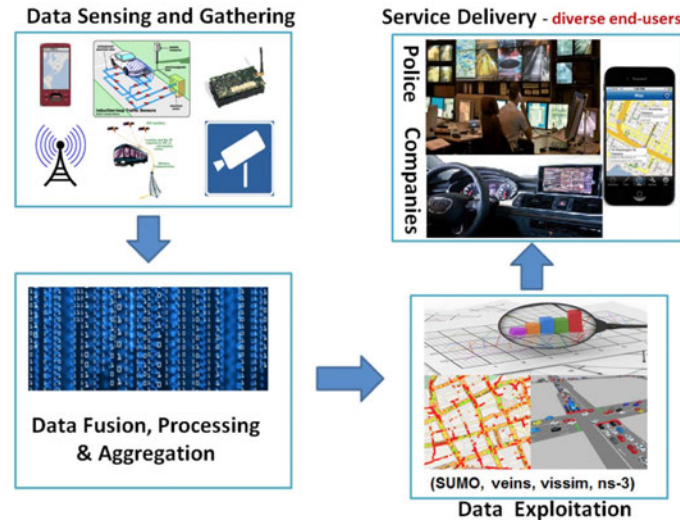 Data Sensing and Gathering
Service Delivery - diverse end-users
Police
Companies
Data Fusion, Processing
& Aggregation
(SUMO, veins, vissim, ns-3)
Data Exploitation